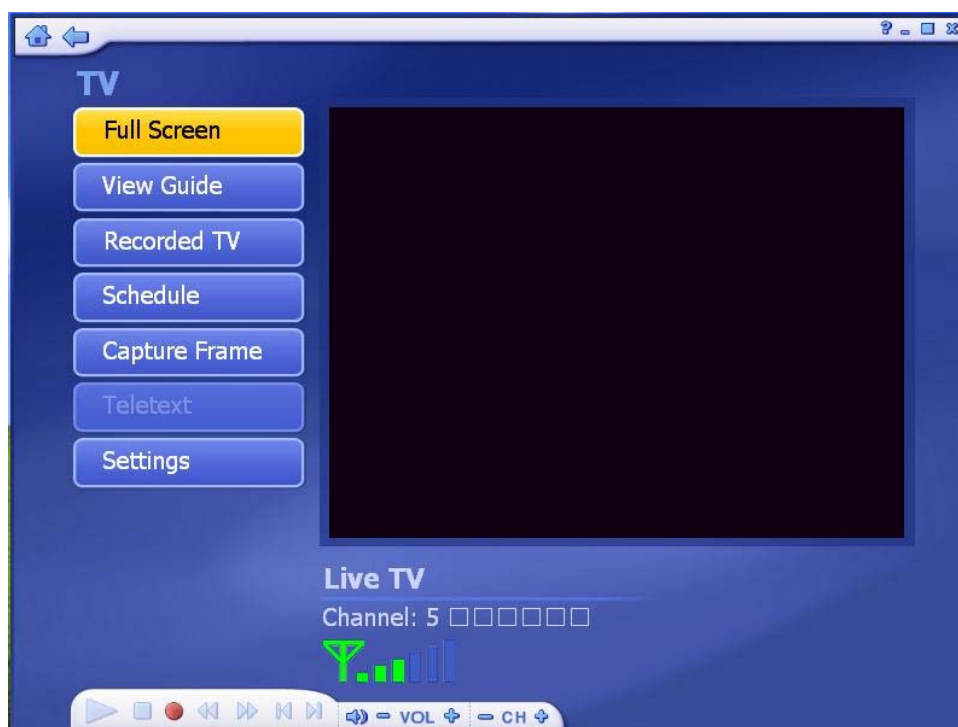 TV
Full Screen
View Guide
Recorded TV
Schedule
Capture Frame
Teletext
Settings
Live TV
Channel: 5 □□□□□□
VOL
CH